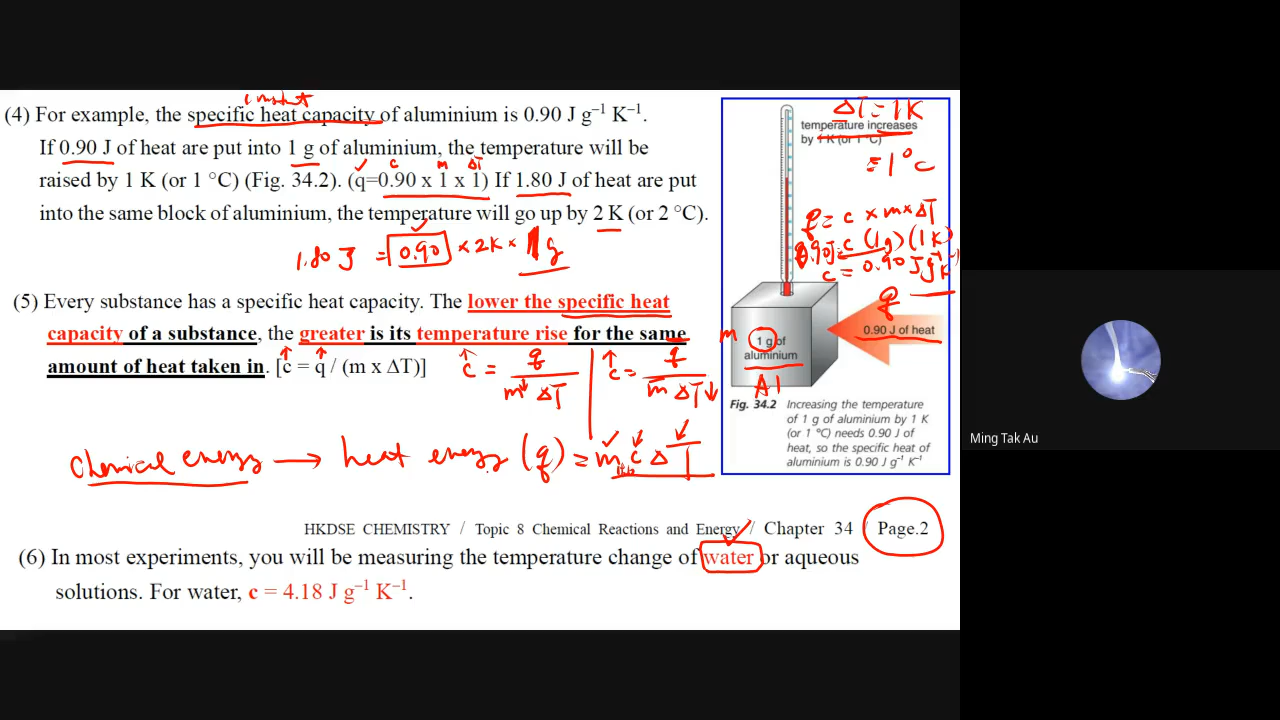 constant
(4) For example, the specific heat capacity of aluminium is 0.90 J g⁻¹ K⁻¹.
If 0.90 J of heat are put into 1 g of aluminium, the temperature will be
c m ΔT
raised by 1 K (or 1 °C) (Fig. 34.2). (q=0.90 x 1 x 1) If 1.80 J of heat are put
into the same block of aluminium, the temperature will go up by 2 K (or 2 °C).
1.80 J = 0.90 × 2K × 1g
(5) Every substance has a specific heat capacity. The lower the specific heat
capacity of a substance, the greater is its temperature rise for the same
amount of heat taken in. [c = q / (m x ΔT)]
↑c = q / m↓ ΔT
↑c = q / m ΔT↓
chemical energy → heat energy (q) = m c ΔT
ΔT = 1K
temperature increases
by 1 K (or 1 °C)
= 1°C
q = c × m × ΔT
0.90J = c (1g) (1K)
c = 0.90 J g⁻¹ K⁻¹
q
0.90 J of heat
m
1 g of
aluminium
Al
Fig. 34.2 Increasing the temperature
of 1 g of aluminium by 1 K
(or 1 °C) needs 0.90 J of
heat, so the specific heat of
aluminium is 0.90 J g⁻¹ K⁻¹
HKDSE CHEMISTRY / Topic 8 Chemical Reactions and Energy / Chapter 34 / Page.2
(6) In most experiments, you will be measuring the temperature change of water or aqueous
solutions. For water, c = 4.18 J g⁻¹ K⁻¹.
Ming Tak Au